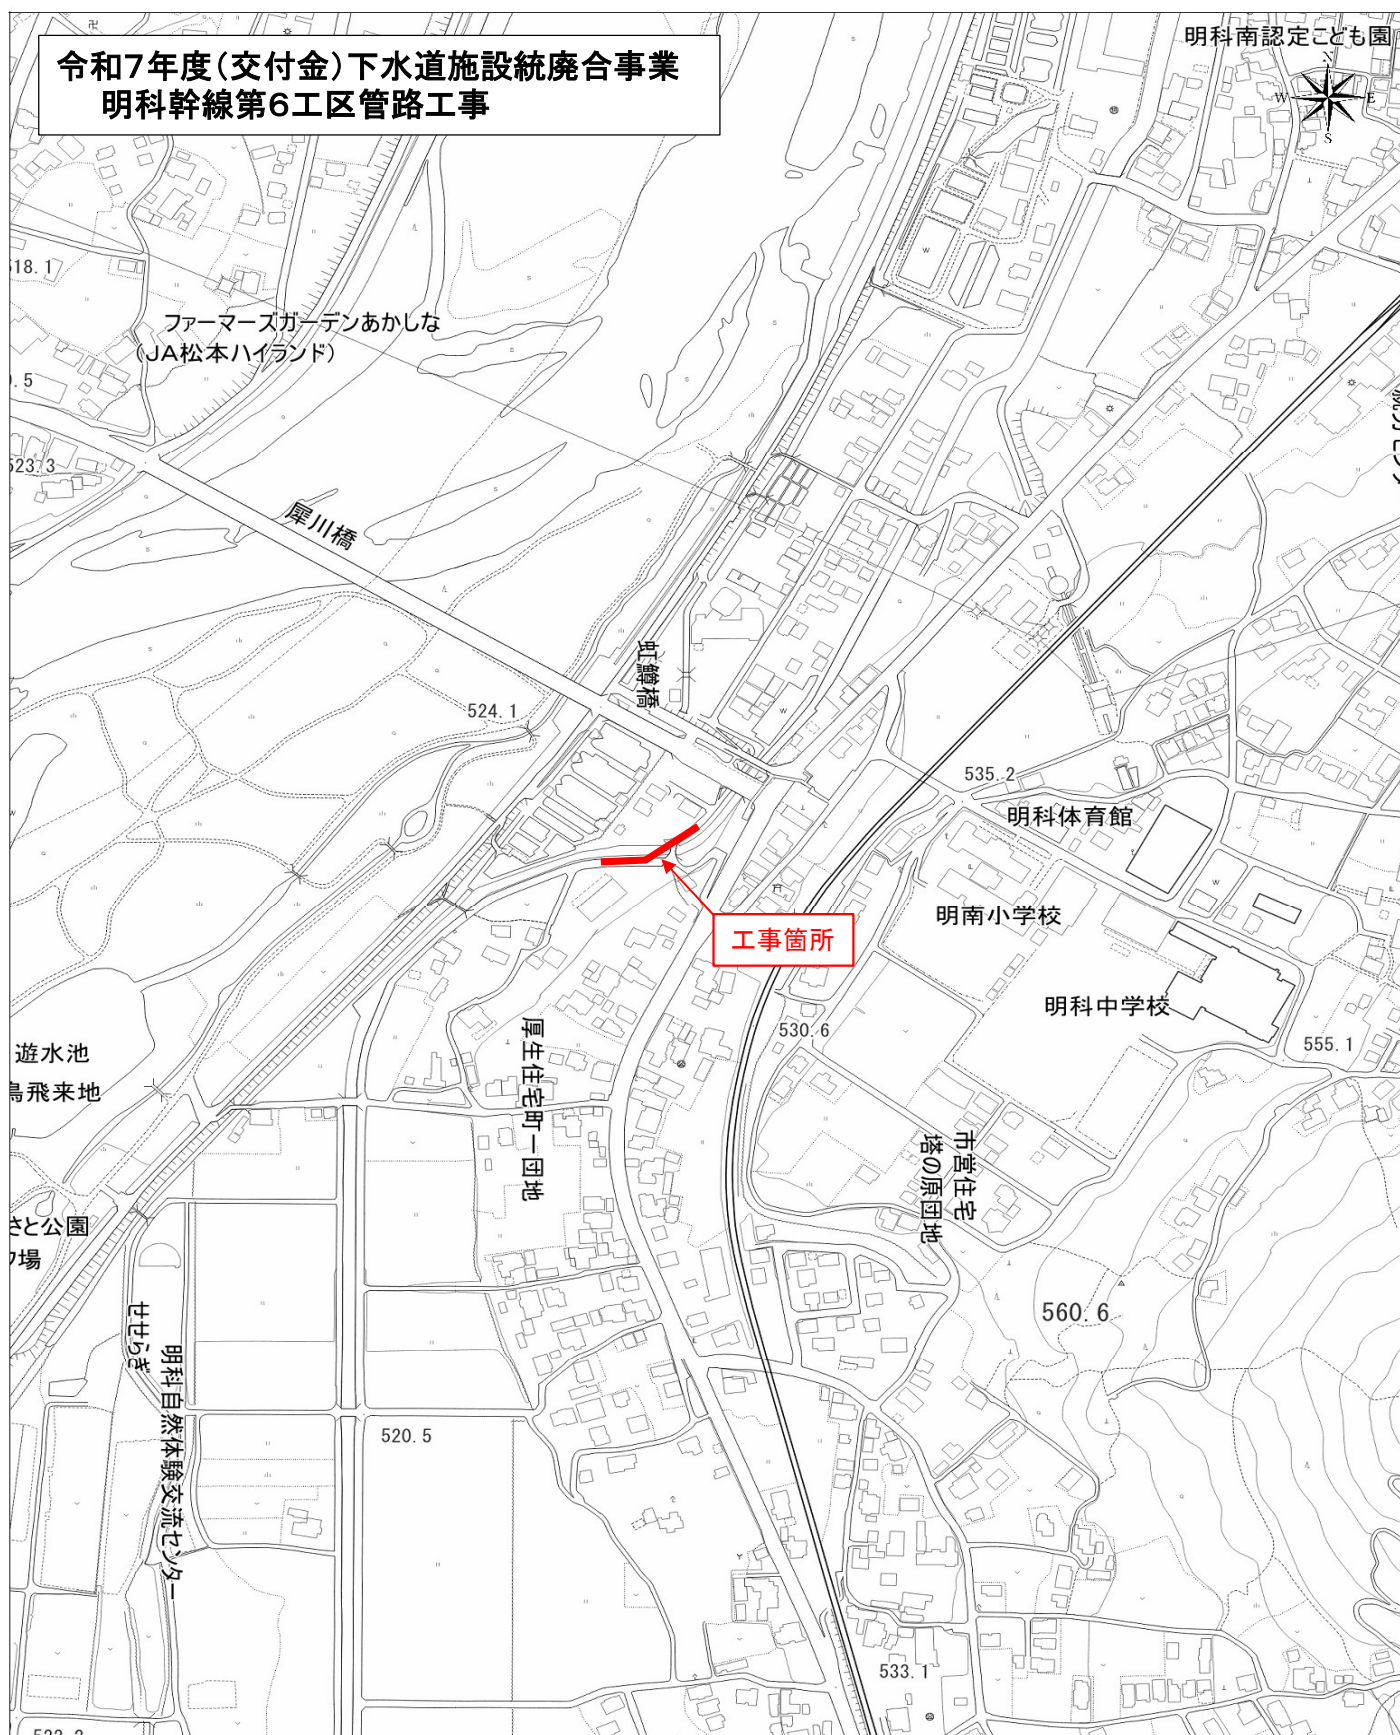 令和7年度(交付金)下水道施設統廃合事業
明科幹線第6工区管路工事
明科南認定こども園
N
W
E
S
518.1
ファーマーズガーデンあかしな
(JA松本ハイランド)
523.3
犀川橋
虹鱒橋
524.1
535.2
明科体育館
明南小学校
工事箇所
明科中学校
530.6
555.1
遊水池
鳥飛来地
厚生住宅町一団地
市営住宅
塔の原団地
さと公園
フ場
560.6
せせらぎ
明科自然体験交流センター
520.5
533.1